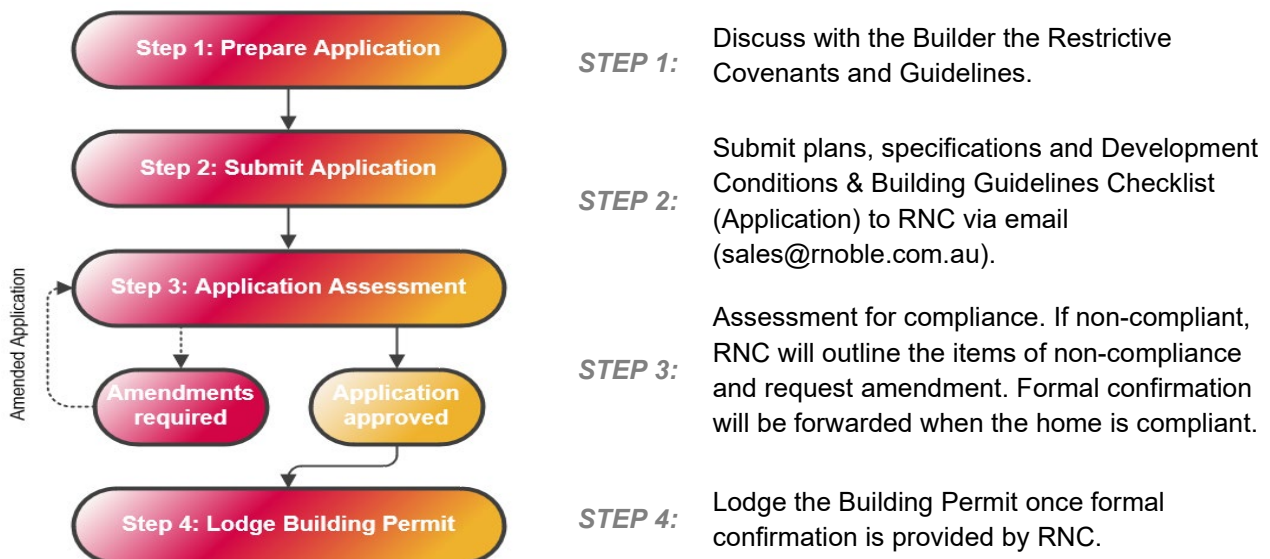 Step 1: Prepare Application
STEP 1:
Discuss with the Builder the Restrictive
Covenants and Guidelines.
Step 2: Submit Application
STEP 2:
Submit plans, specifications and Development
Conditions & Building Guidelines Checklist
(Application) to RNC via email
(sales@rnoble.com.au).
Step 3: Application Assessment
Amended Application
Amendments
required
Application
approved
STEP 3:
Assessment for compliance. If non-compliant,
RNC will outline the items of non-compliance
and request amendment. Formal confirmation
will be forwarded when the home is compliant.
Step 4: Lodge Building Permit
STEP 4:
Lodge the Building Permit once formal
confirmation is provided by RNC.